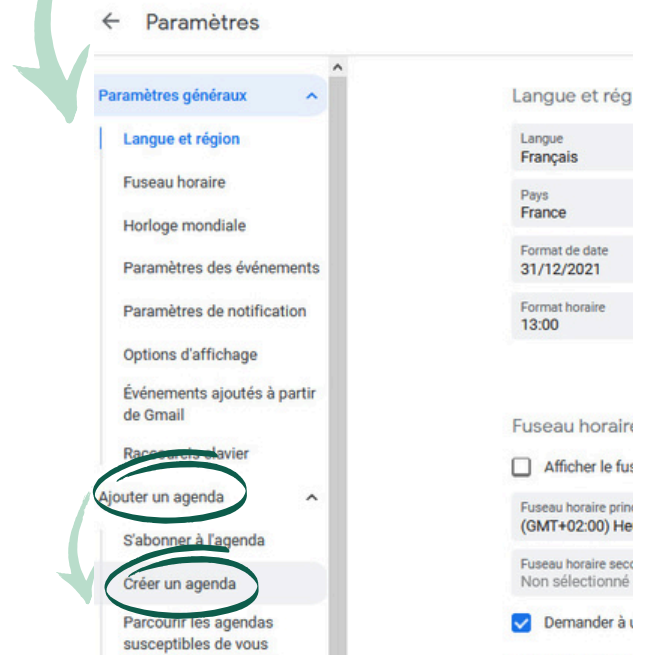 Paramètres
Paramètres généraux
Langue et région
Fuseau horaire
Horloge mondiale
Paramètres des événements
Paramètres de notification
Options d'affichage
Événements ajoutés à partir
de Gmail
Raccourcis clavier
Ajouter un agenda
S'abonner à l'agenda
Créer un agenda
Parcourir les agendas
susceptibles de vous
Langue et rég
Langue
Français
Pays
France
Format de date
31/12/2021
Format horaire
13:00
Fuseau horaire
Afficher le fus
Fuseau horaire princ
(GMT+02:00) He
Fuseau horaire seco
Non sélectionné
Demander à u